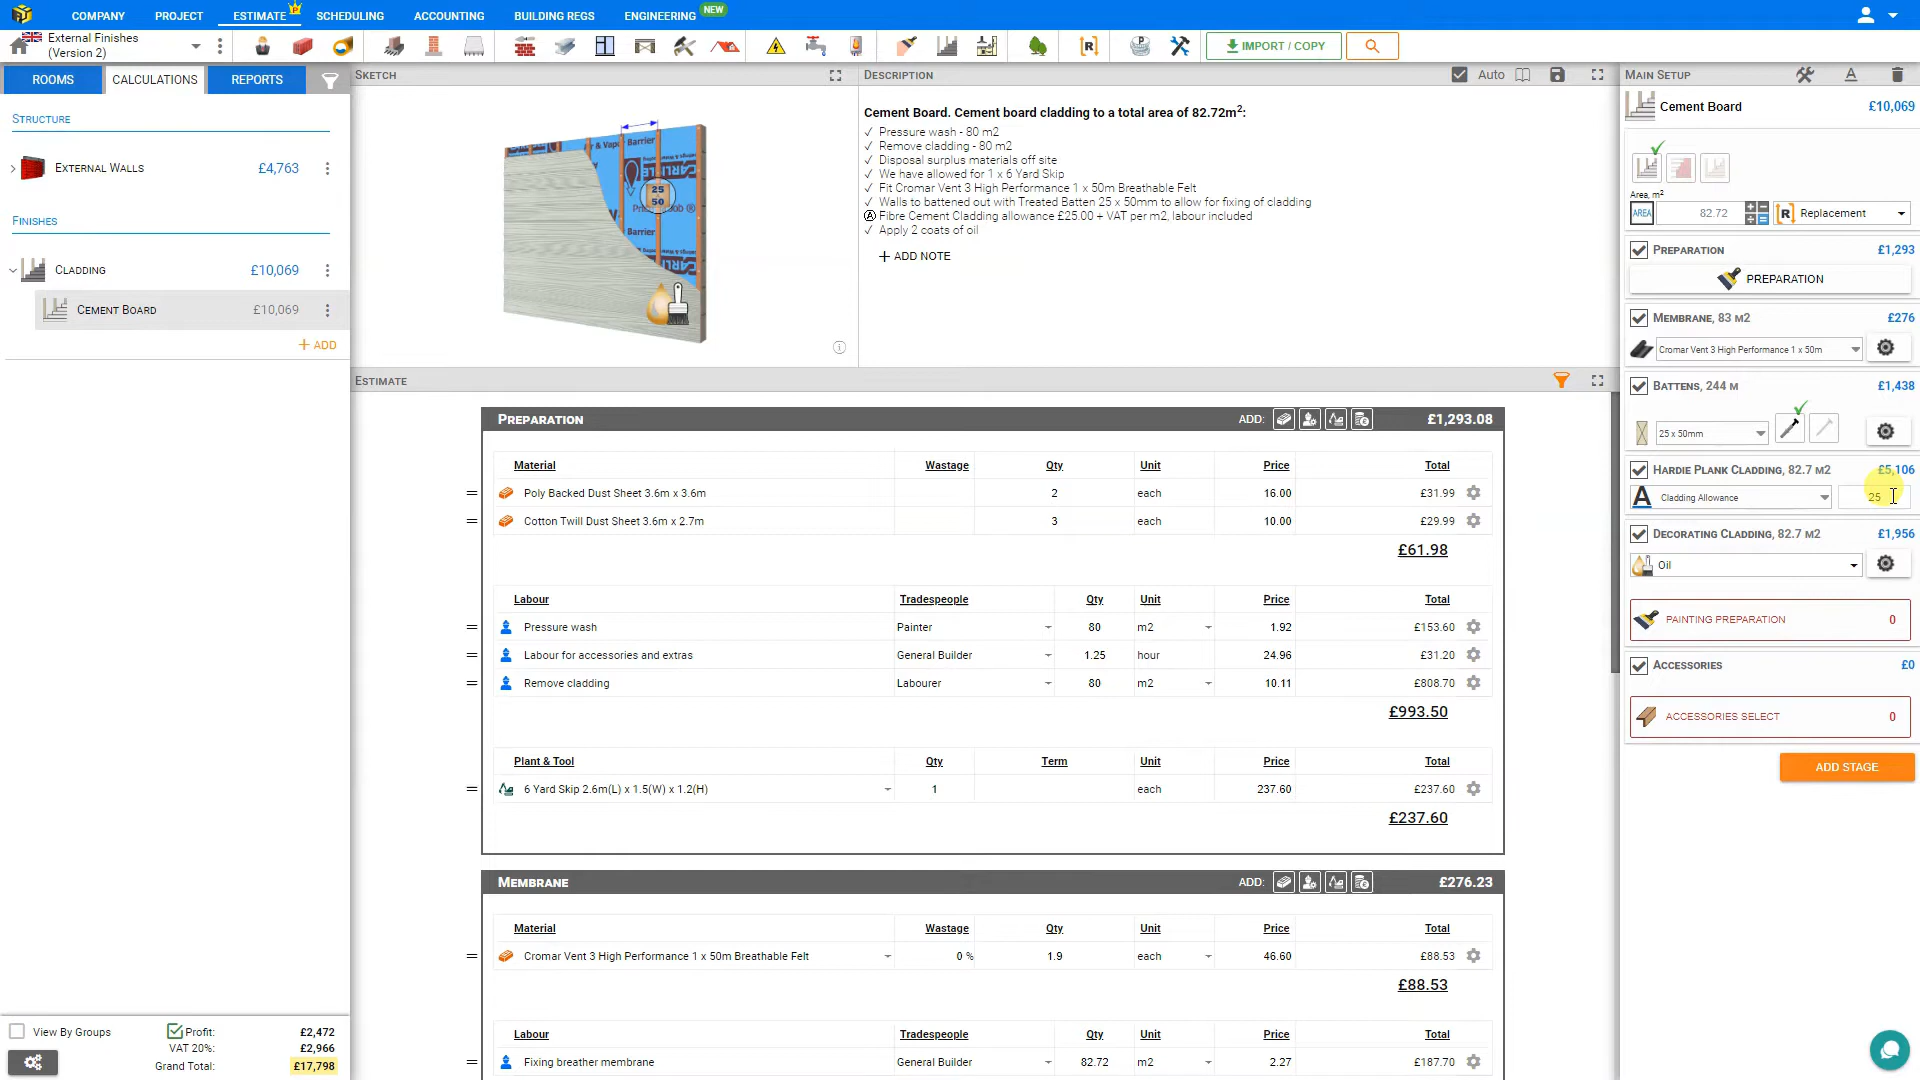 COMPANY PROJECT ESTIMATE SCHEDULING ACCOUNTING BUILDING REGS ENGINEERING NEW
External Finishes
(Version 2)
IMPORT / COPY
ROOMS CALCULATIONS REPORTS
STRUCTURE
EXTERNAL WALLS £4,763
FINISHES
CLADDING £10,069
CEMENT BOARD £10,069
+ ADD
View By Groups
Profit: £2,472
VAT 20%: £2,966
Grand Total: £17,798
SKETCH
25
50
Barrier
DESCRIPTION Auto
Cement Board. Cement board cladding to a total area of 82.72m²:
✓ Pressure wash - 80 m2
✓ Remove cladding - 80 m2
✓ Disposal surplus materials off site
✓ We have allowed for 1 x 6 Yard Skip
✓ Fit Cromar Vent 3 High Performance 1 x 50m Breathable Felt
✓ Walls to battened out with Treated Batten 25 x 50mm to allow for fixing of cladding
Ⓐ Fibre Cement Cladding allowance £25.00 + VAT per m2, labour included
✓ Apply 2 coats of oil
+ ADD NOTE
ESTIMATE
PREPARATION ADD: £1,293.08
Material Wastage Qty Unit Price Total
= Poly Backed Dust Sheet 3.6m x 3.6m 2 each 16.00 £31.99
= Cotton Twill Dust Sheet 3.6m x 2.7m 3 each 10.00 £29.99
£61.98
Labour Tradespeople Qty Unit Price Total
= Pressure wash Painter 80 m2 1.92 £153.60
= Labour for accessories and extras General Builder 1.25 hour 24.96 £31.20
= Remove cladding Labourer 80 m2 10.11 £808.70
£993.50
Plant & Tool Qty Term Unit Price Total
= 6 Yard Skip 2.6m(L) x 1.5(W) x 1.2(H) 1 each 237.60 £237.60
£237.60
MEMBRANE ADD: £276.23
Material Wastage Qty Unit Price Total
= Cromar Vent 3 High Performance 1 x 50m Breathable Felt 0 % 1.9 each 46.60 £88.53
£88.53
Labour Tradespeople Qty Unit Price Total
= Fixing breather membrane General Builder 82.72 m2 2.27 £187.70
MAIN SETUP
Cement Board £10,069
Area, m²
AREA 82.72 Replacement
PREPARATION £1,293
PREPARATION
MEMBRANE, 83 M2 £276
Cromar Vent 3 High Performance 1 x 50m
BATTENS, 244 M £1,438
25 x 50mm
HARDIE PLANK CLADDING, 82.7 M2 £5,106
Cladding Allowance 25
DECORATING CLADDING, 82.7 M2 £1,956
Oil
PAINTING PREPARATION 0
ACCESSORIES £0
ACCESSORIES SELECT 0
ADD STAGE